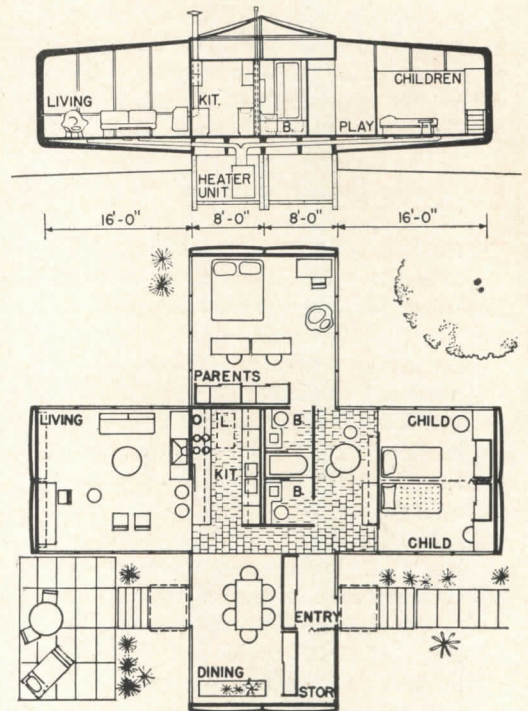 LIVING
KIT.
B.
PLAY
CHILDREN
HEATER
UNIT
16'-0" 8'-0" 8'-0" 16'-0"
PARENTS
LIVING
L.
KIT.
B.
B.
CHILD
CHILD
DINING
ENTRY
STOR